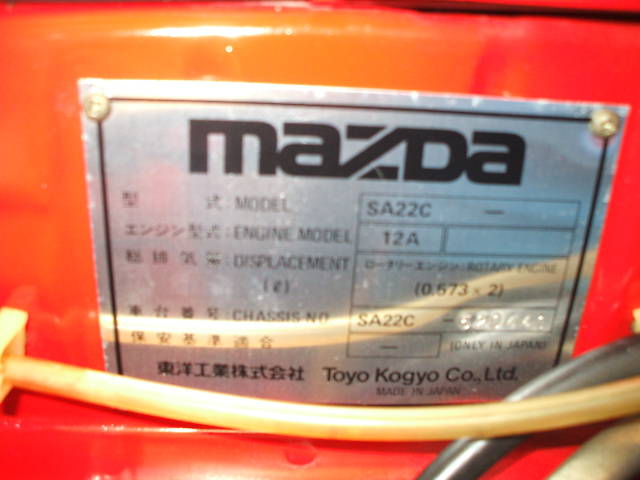 mazda
型 式 : MODEL SA22C —
エンジン型式 : ENGINE MODEL 12A
総排気量 : DISPLACEMENT ロータリーエンジン : ROTARY ENGINE
(ℓ) (0.573 × 2)
車台番号 : CHASSIS NO. SA22C –
保安基準適合 — (ONLY IN JAPAN)
東洋工業株式会社 Toyo Kogyo Co., Ltd.
MADE IN JAPAN